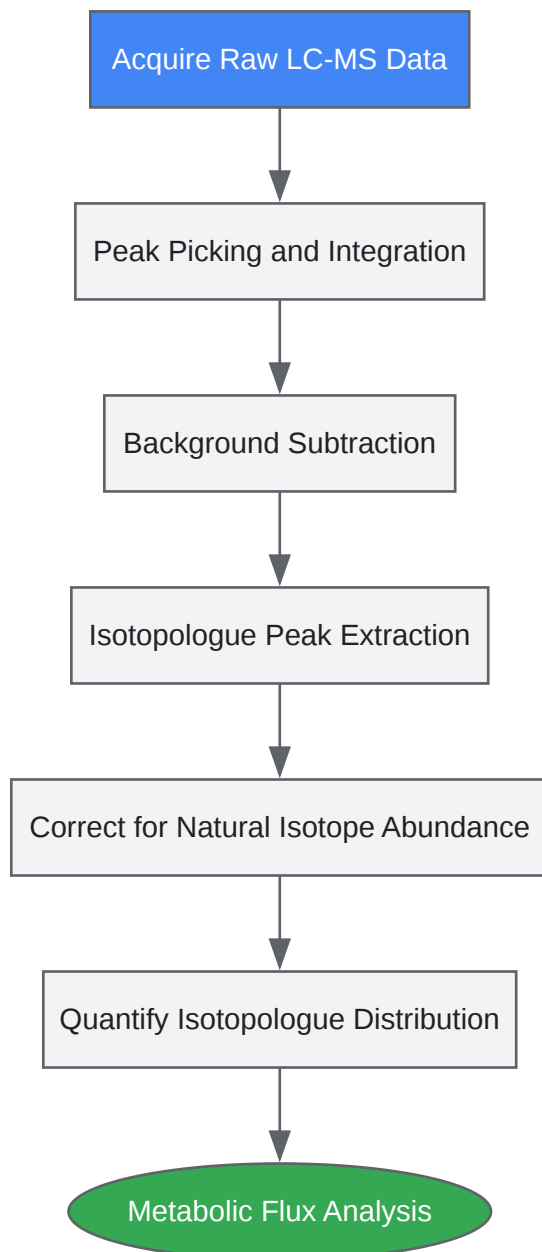 Acquire Raw LC-MS Data
Peak Picking and Integration
Background Subtraction
Isotopologue Peak Extraction
Correct for Natural Isotope Abundance
Quantify Isotopologue Distribution
Metabolic Flux Analysis